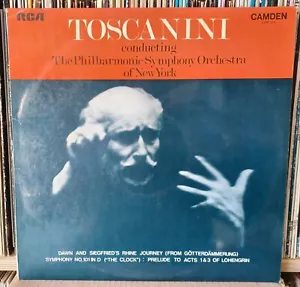 RCA
CAMDEN
TOSCANINI
conducting
The Philharmonic Symphony Orchestra
of New York
DAWN AND SIEGFRIED'S RHINE JOURNEY (FROM GÖTTERDÄMMERUNG)
SYMPHONY NO.101 IN D ("THE CLOCK") : PRELUDE TO ACTS 1 & 3 OF LOHENGRIN